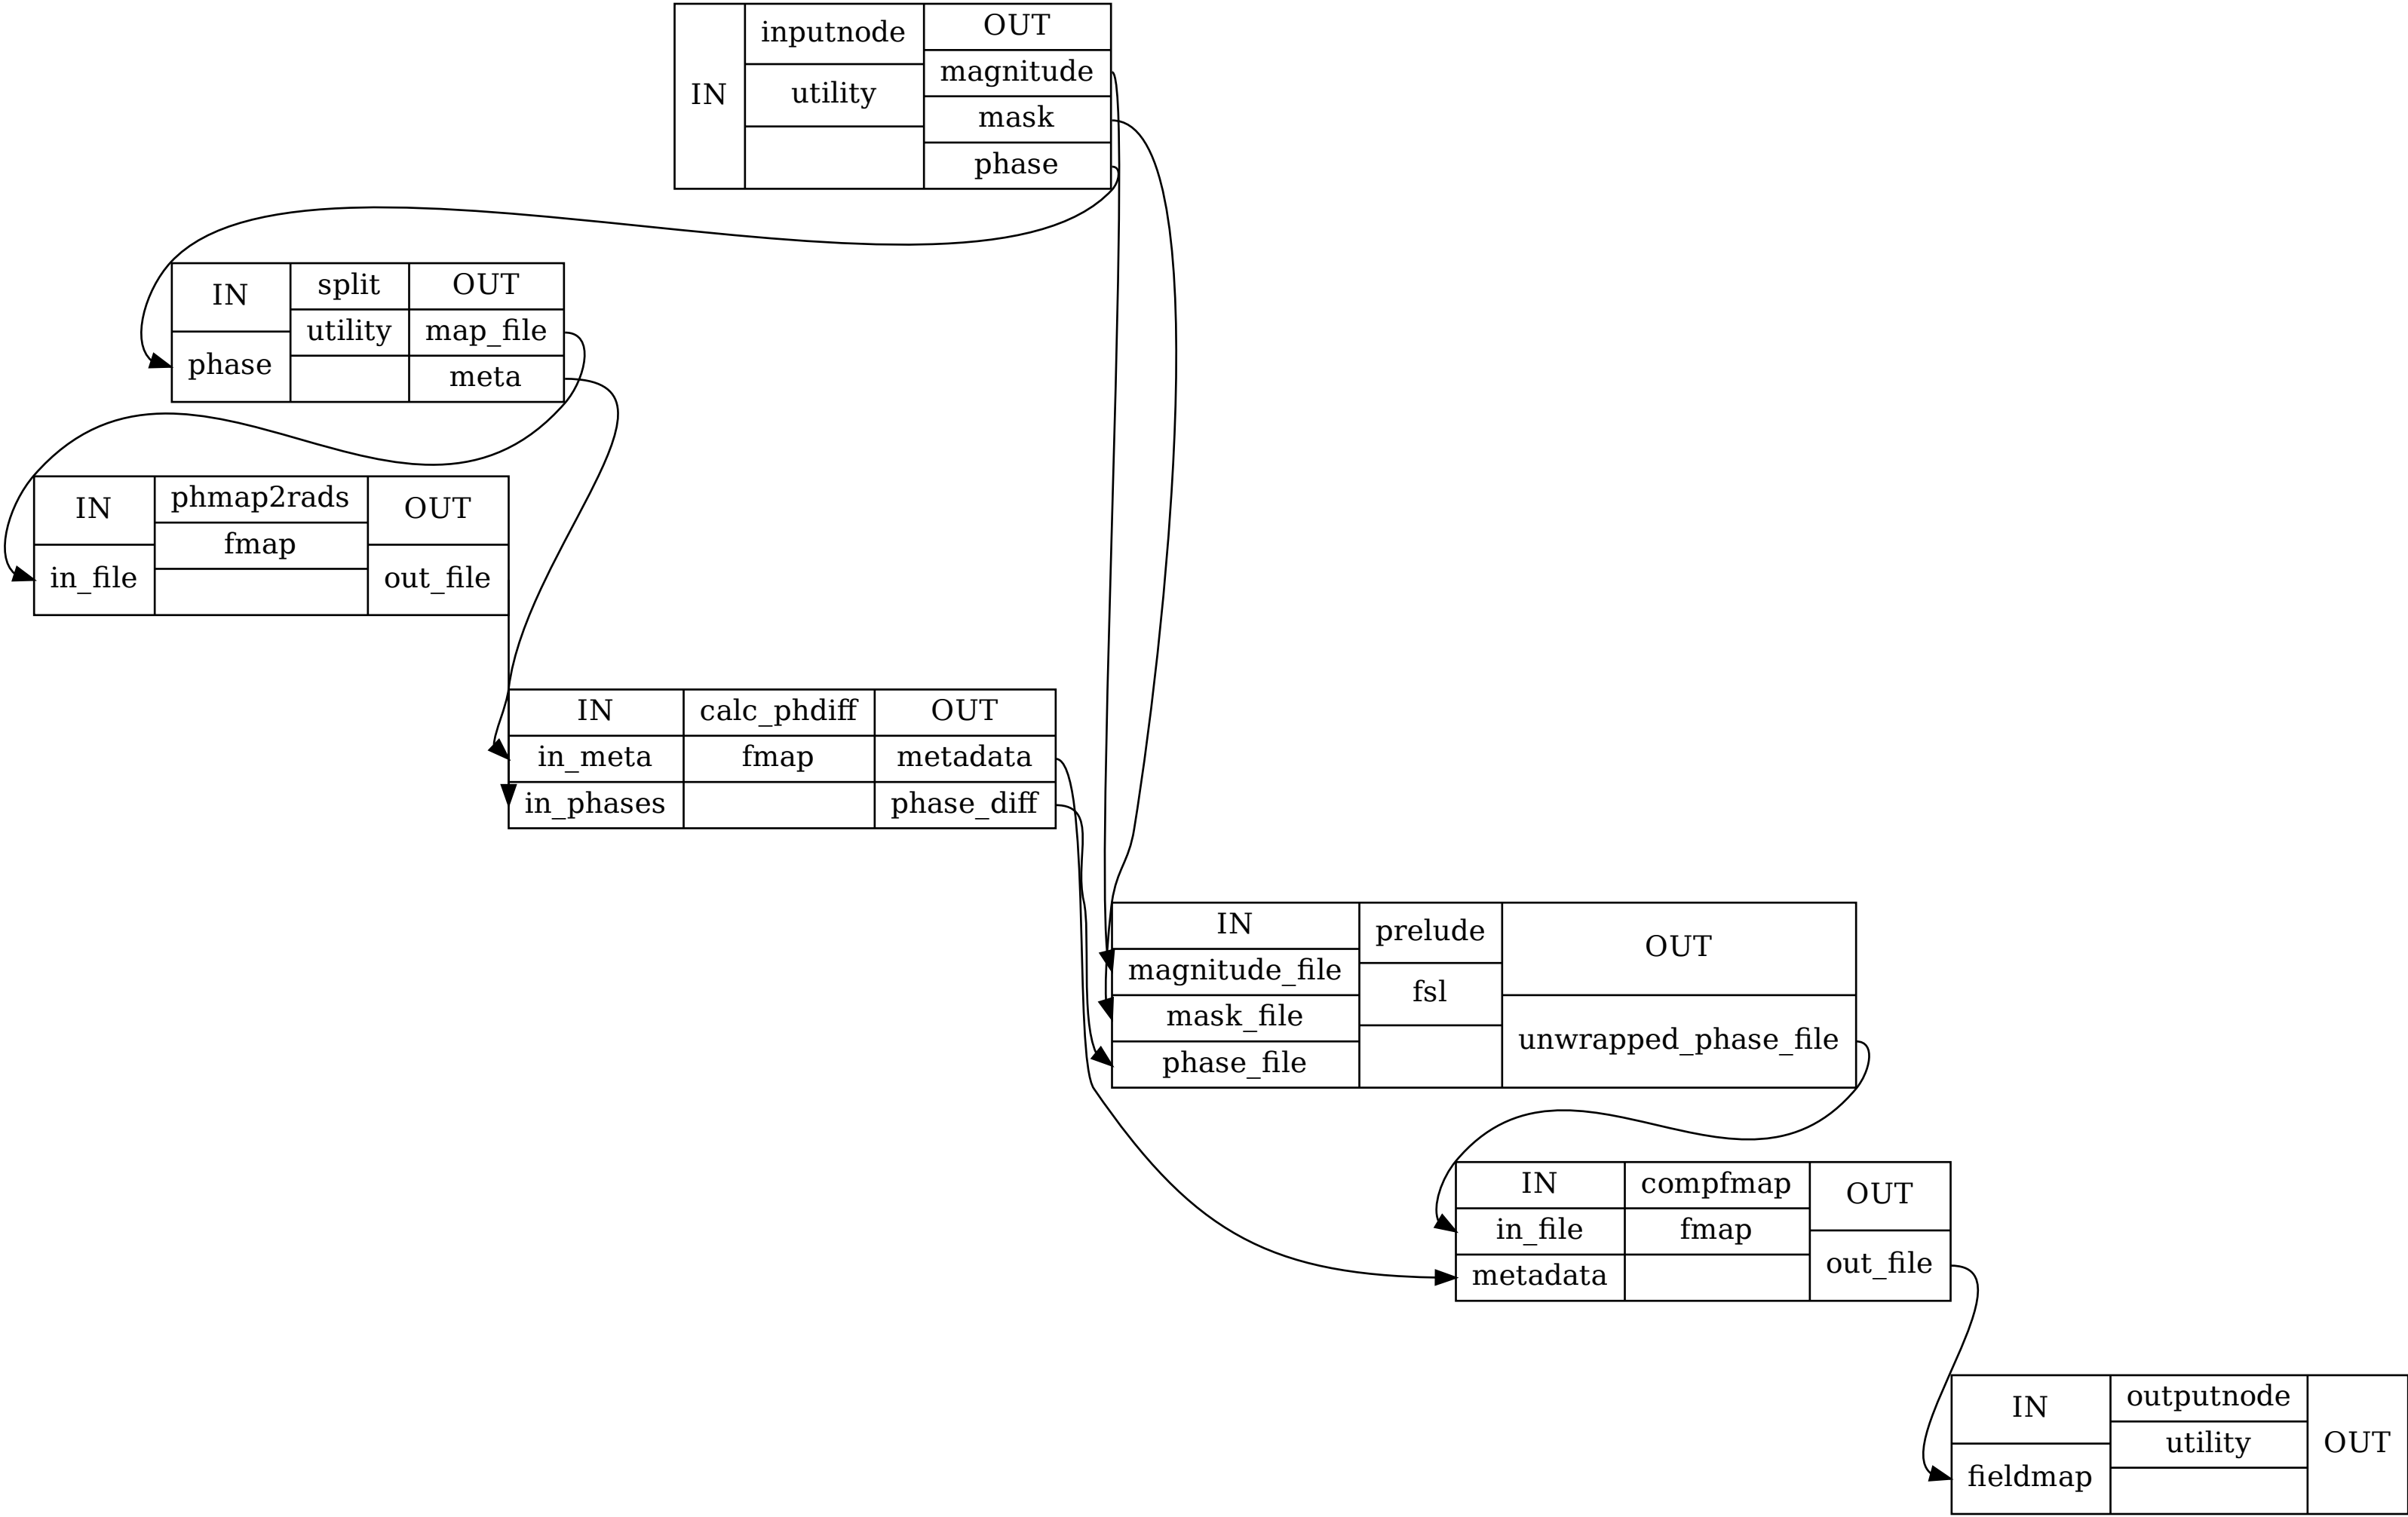 IN
inputnode
utility
OUT
magnitude
mask
phase
IN
phase
split
utility
OUT
map_file
meta
IN
in_file
phmap2rads
fmap
OUT
out_file
IN
in_meta
in_phases
calc_phdiff
fmap
OUT
metadata
phase_diff
IN
magnitude_file
mask_file
phase_file
prelude
fsl
OUT
unwrapped_phase_file
IN
in_file
metadata
compfmap
fmap
OUT
out_file
IN
fieldmap
outputnode
utility
OUT